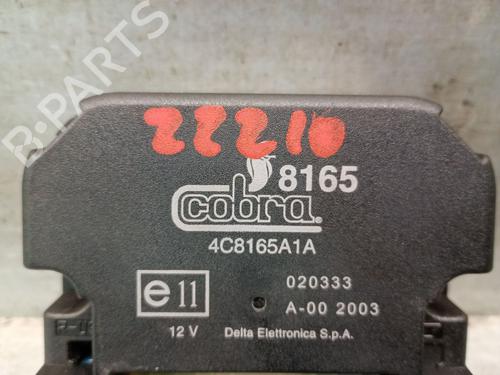 B-PARTS
22210
8165
cobra
4C8165A1A
e11
12 V
020333
A-00 2003
Delta Elettronica S.p.A.